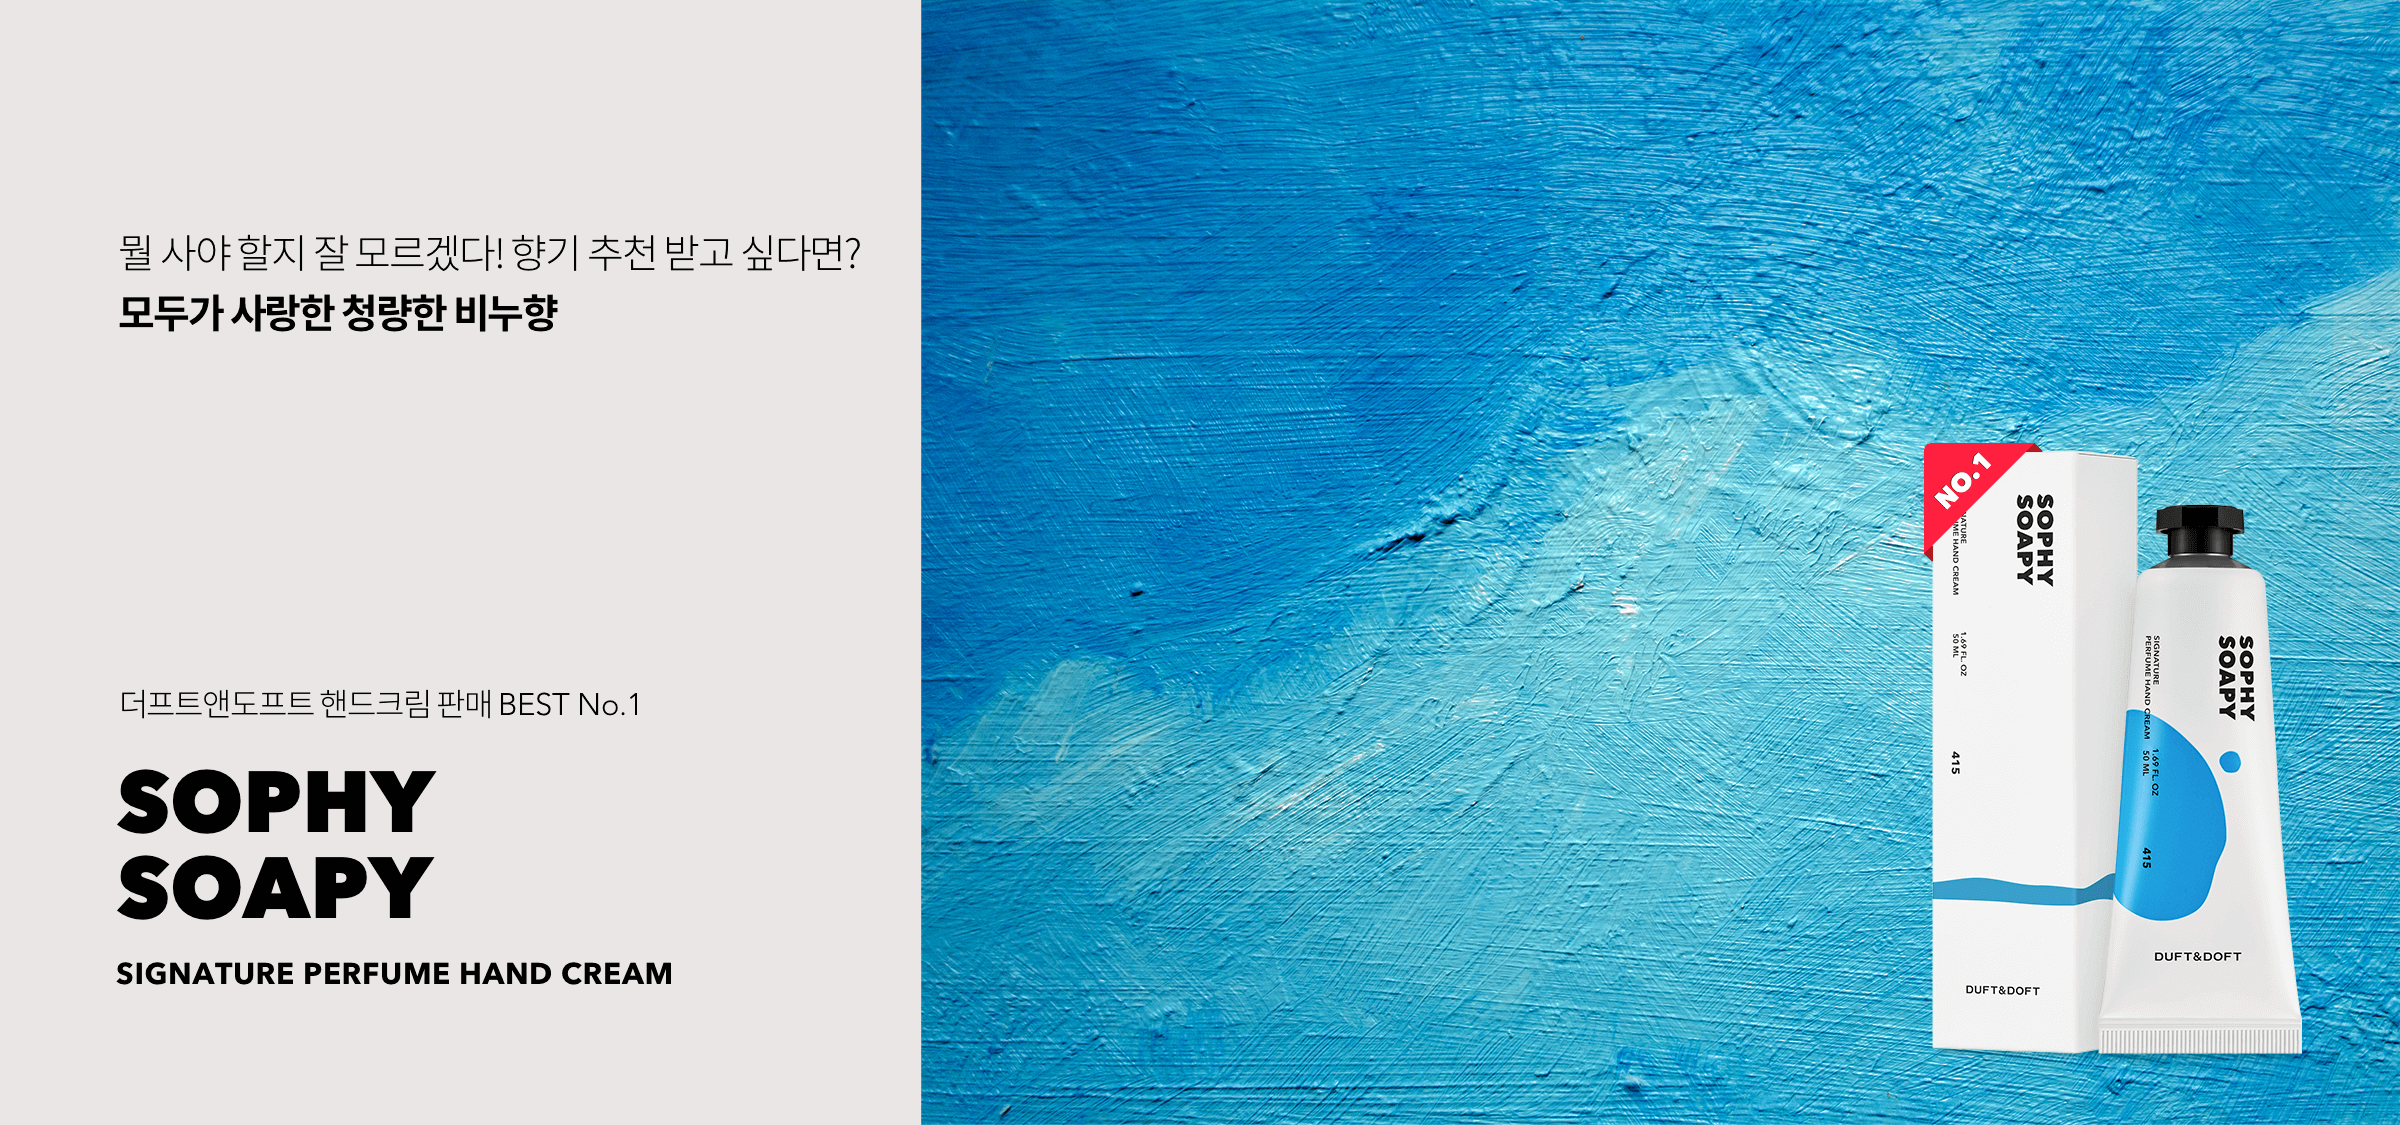 뭘 사야 할지 잘 모르겠다! 향기 추천 받고 싶다면?
모두가 사랑한 청량한 비누향
더프트앤도프트 핸드크림 판매 BEST No.1
SOPHY
SOAPY
SIGNATURE PERFUME HAND CREAM
NO.1
SOPHY
SOAPY
HAND CREAM
1.69 FL. OZ
50 ML
415
DUFT&DOFT
SOPHY
SOAPY
SIGNATURE
PERFUME HAND CREAM
1.69 FL. OZ
50 ML
415
DUFT&DOFT